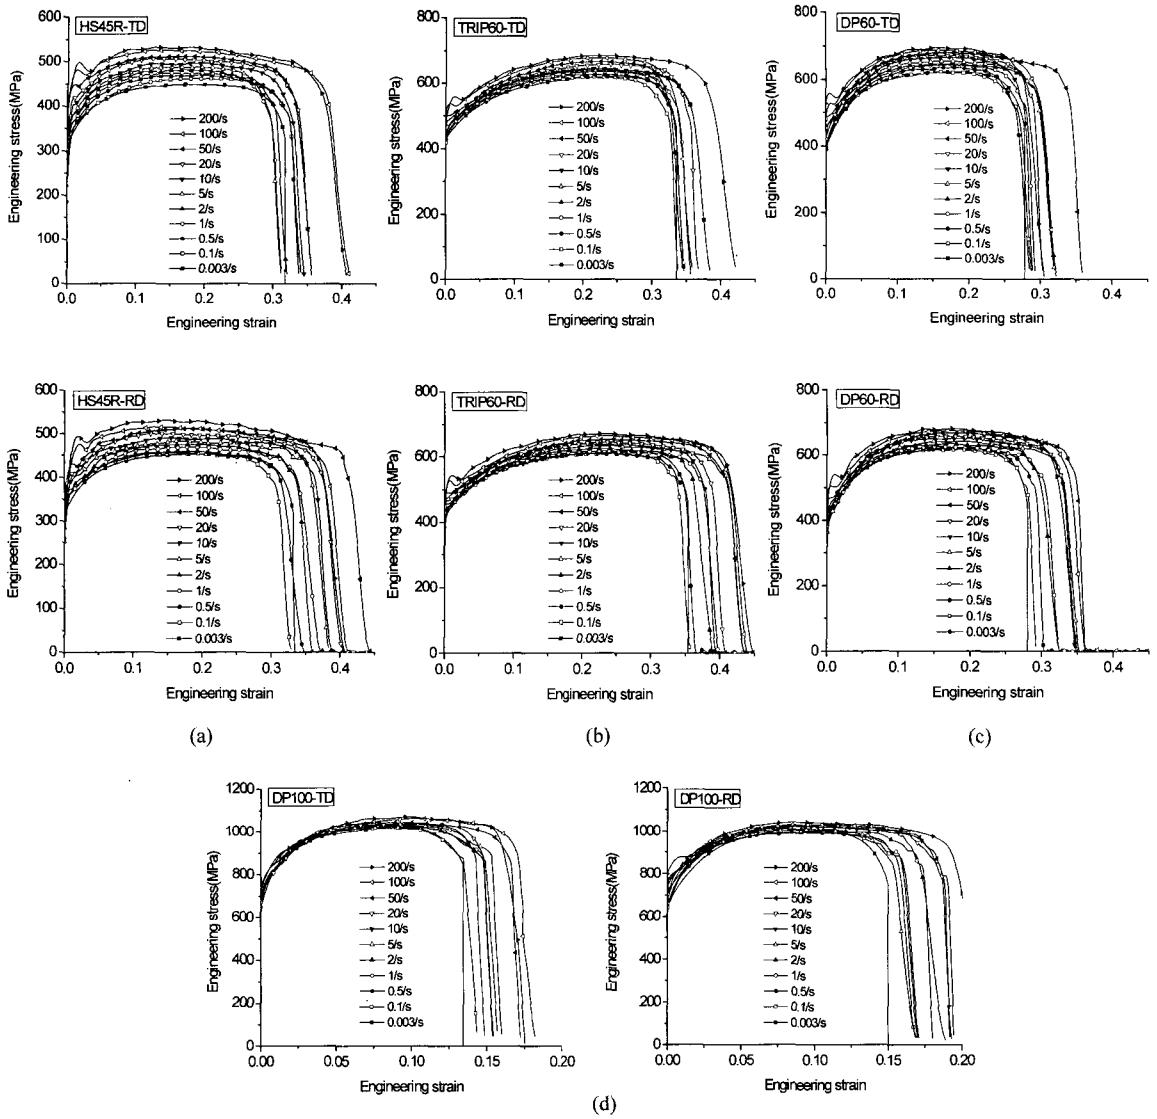 HS45R-TD
Engineering stress(MPa)
600
500
400
300
200
100
0
200/s
100/s
50/s
20/s
10/s
5/s
2/s
1/s
0.5/s
0.1/s
0.003/s
0.0 0.1 0.2 0.3 0.4
Engineering strain
TRIP60-TD
Engineering stress(MPa)
800
600
400
200
0
200/s
100/s
50/s
20/s
10/s
5/s
2/s
1/s
0.5/s
0.1/s
0.003/s
0.0 0.1 0.2 0.3 0.4
Engineering strain
DP60-TD
Engineering stress(MPa)
800
600
400
200
0
200/s
100/s
50/s
20/s
10/s
5/s
2/s
1/s
0.5/s
0.1/s
0.003/s
0.0 0.1 0.2 0.3 0.4
Engineering strain
HS45R-RD
Engineering stress(MPa)
600
500
400
300
200
100
0
200/s
100/s
50/s
20/s
10/s
5/s
2/s
1/s
0.5/s
0.1/s
0.003/s
0.0 0.1 0.2 0.3 0.4
Engineering strain
(a)
TRIP60-RD
Engineering stress(MPa)
800
600
400
200
0
200/s
100/s
50/s
20/s
10/s
5/s
2/s
1/s
0.5/s
0.1/s
0.003/s
0.0 0.1 0.2 0.3 0.4
Engineering strain
(b)
DP60-RD
Engineering stress(MPa)
800
600
400
200
0
200/s
100/s
50/s
20/s
10/s
5/s
2/s
1/s
0.5/s
0.1/s
0.003/s
0.0 0.1 0.2 0.3 0.4
Engineering strain
(c)
DP100-TD
Engineering stress(MPa)
1200
1000
800
600
400
200
0
200/s
100/s
50/s
20/s
10/s
5/s
2/s
1/s
0.5/s
0.1/s
0.003/s
0.00 0.05 0.10 0.15 0.20
Engineering strain
DP100-RD
Engineering stress(MPa)
1200
1000
800
600
400
200
0
200/s
100/s
50/s
20/s
10/s
5/s
2/s
1/s
0.5/s
0.1/s
0.003/s
0.00 0.05 0.10 0.15 0.20
Engineering strain
(d)